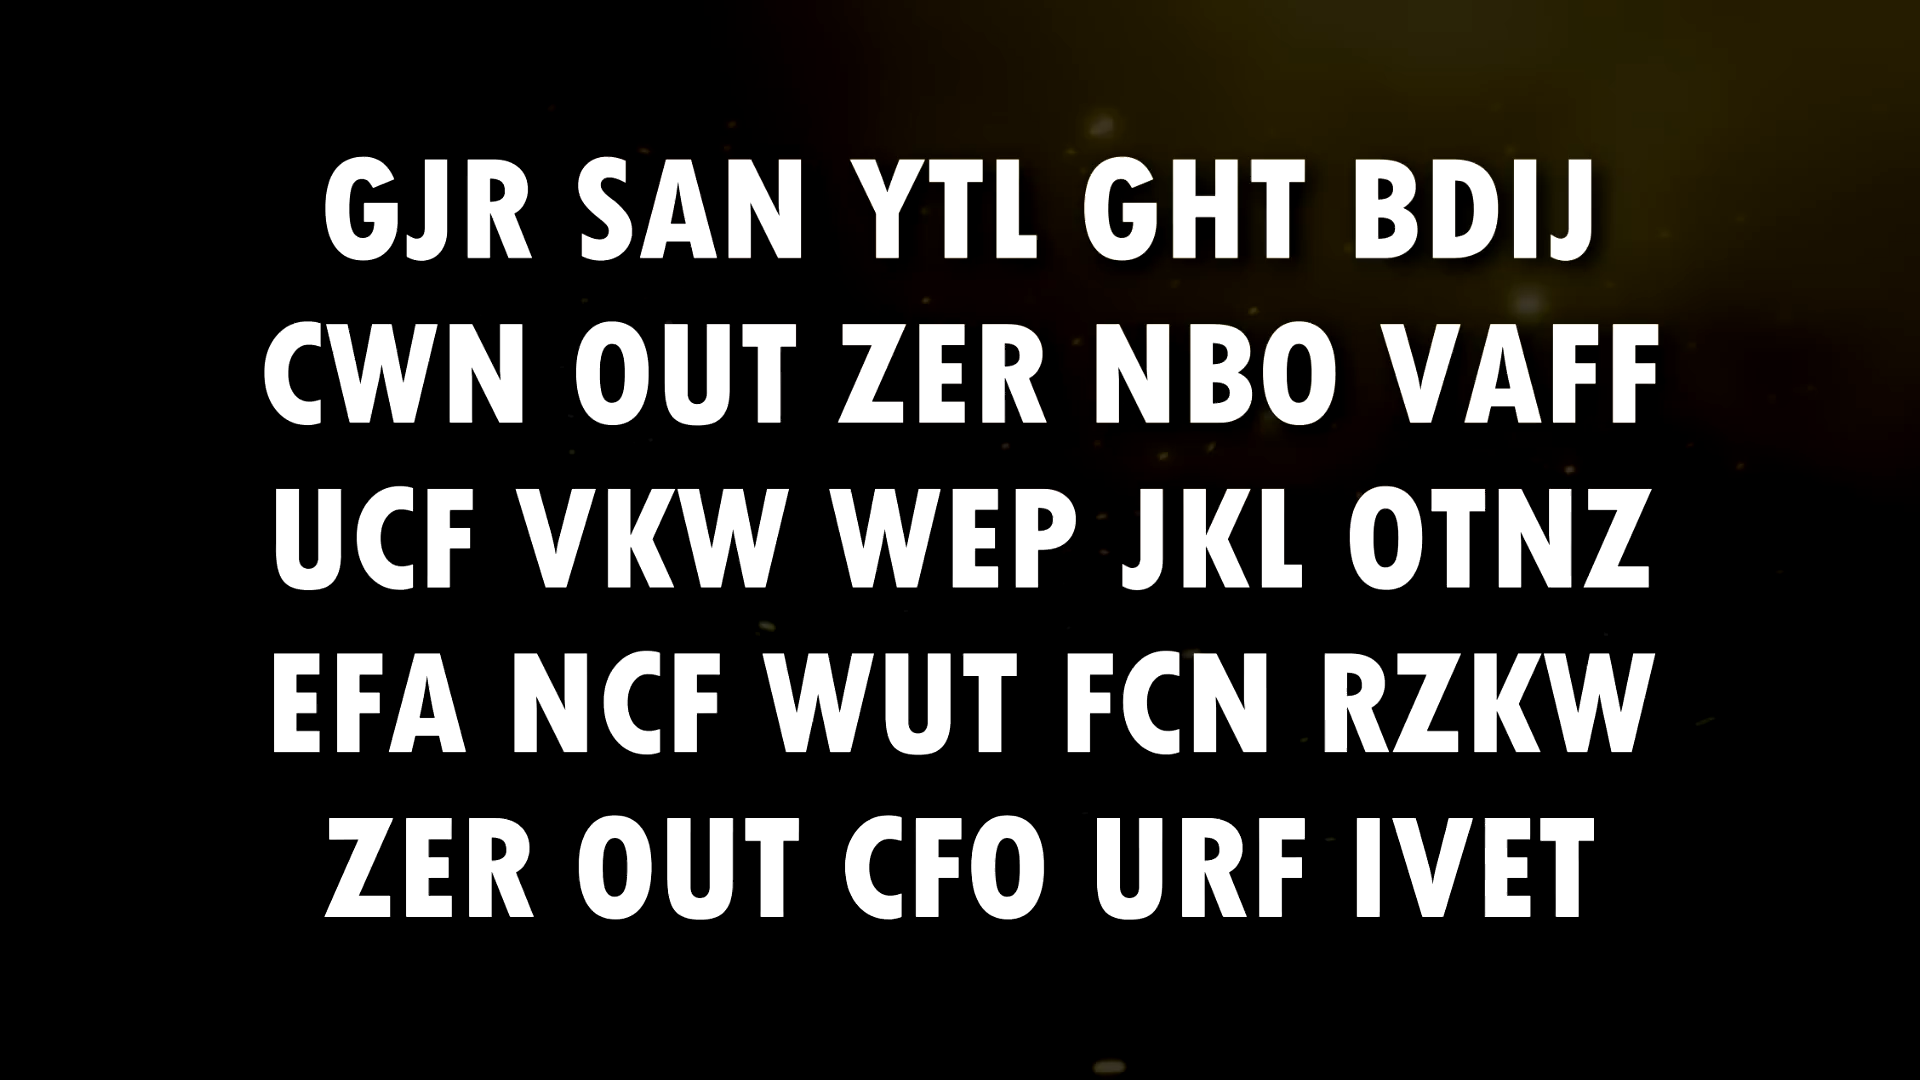 GJR SAN YTL GHT BDIJ
CWN OUT ZER NBO VAFF
UCF VKW WEP JKL OTNZ
EFA NCF WUT FCN RZKW
ZER OUT CFO URF IVET